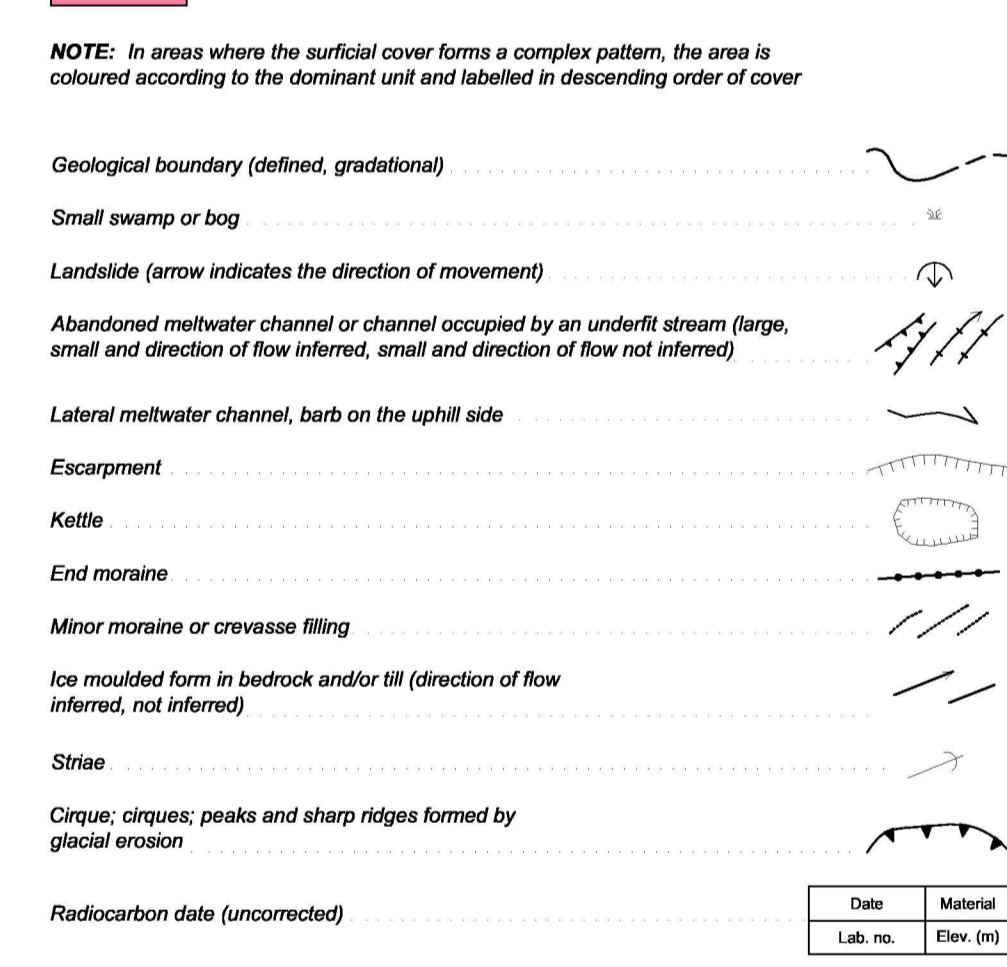 NOTE: In areas where the surficial cover forms a complex pattern, the area is
coloured according to the dominant unit and labelled in descending order of cover
Geological boundary (defined, gradational)
Small swamp or bog
Landslide (arrow indicates the direction of movement)
Abandoned meltwater channel or channel occupied by an underfit stream (large,
small and direction of flow inferred, small and direction of flow not inferred)
Lateral meltwater channel, barb on the uphill side
Escarpment
Kettle
End moraine
Minor moraine or crevasse filling
Ice moulded form in bedrock and/or till (direction of flow
inferred, not inferred)
Striae
Cirque; cirques; peaks and sharp ridges formed by
glacial erosion
Radiocarbon date (uncorrected)
Date Material
Lab. no. Elev. (m)